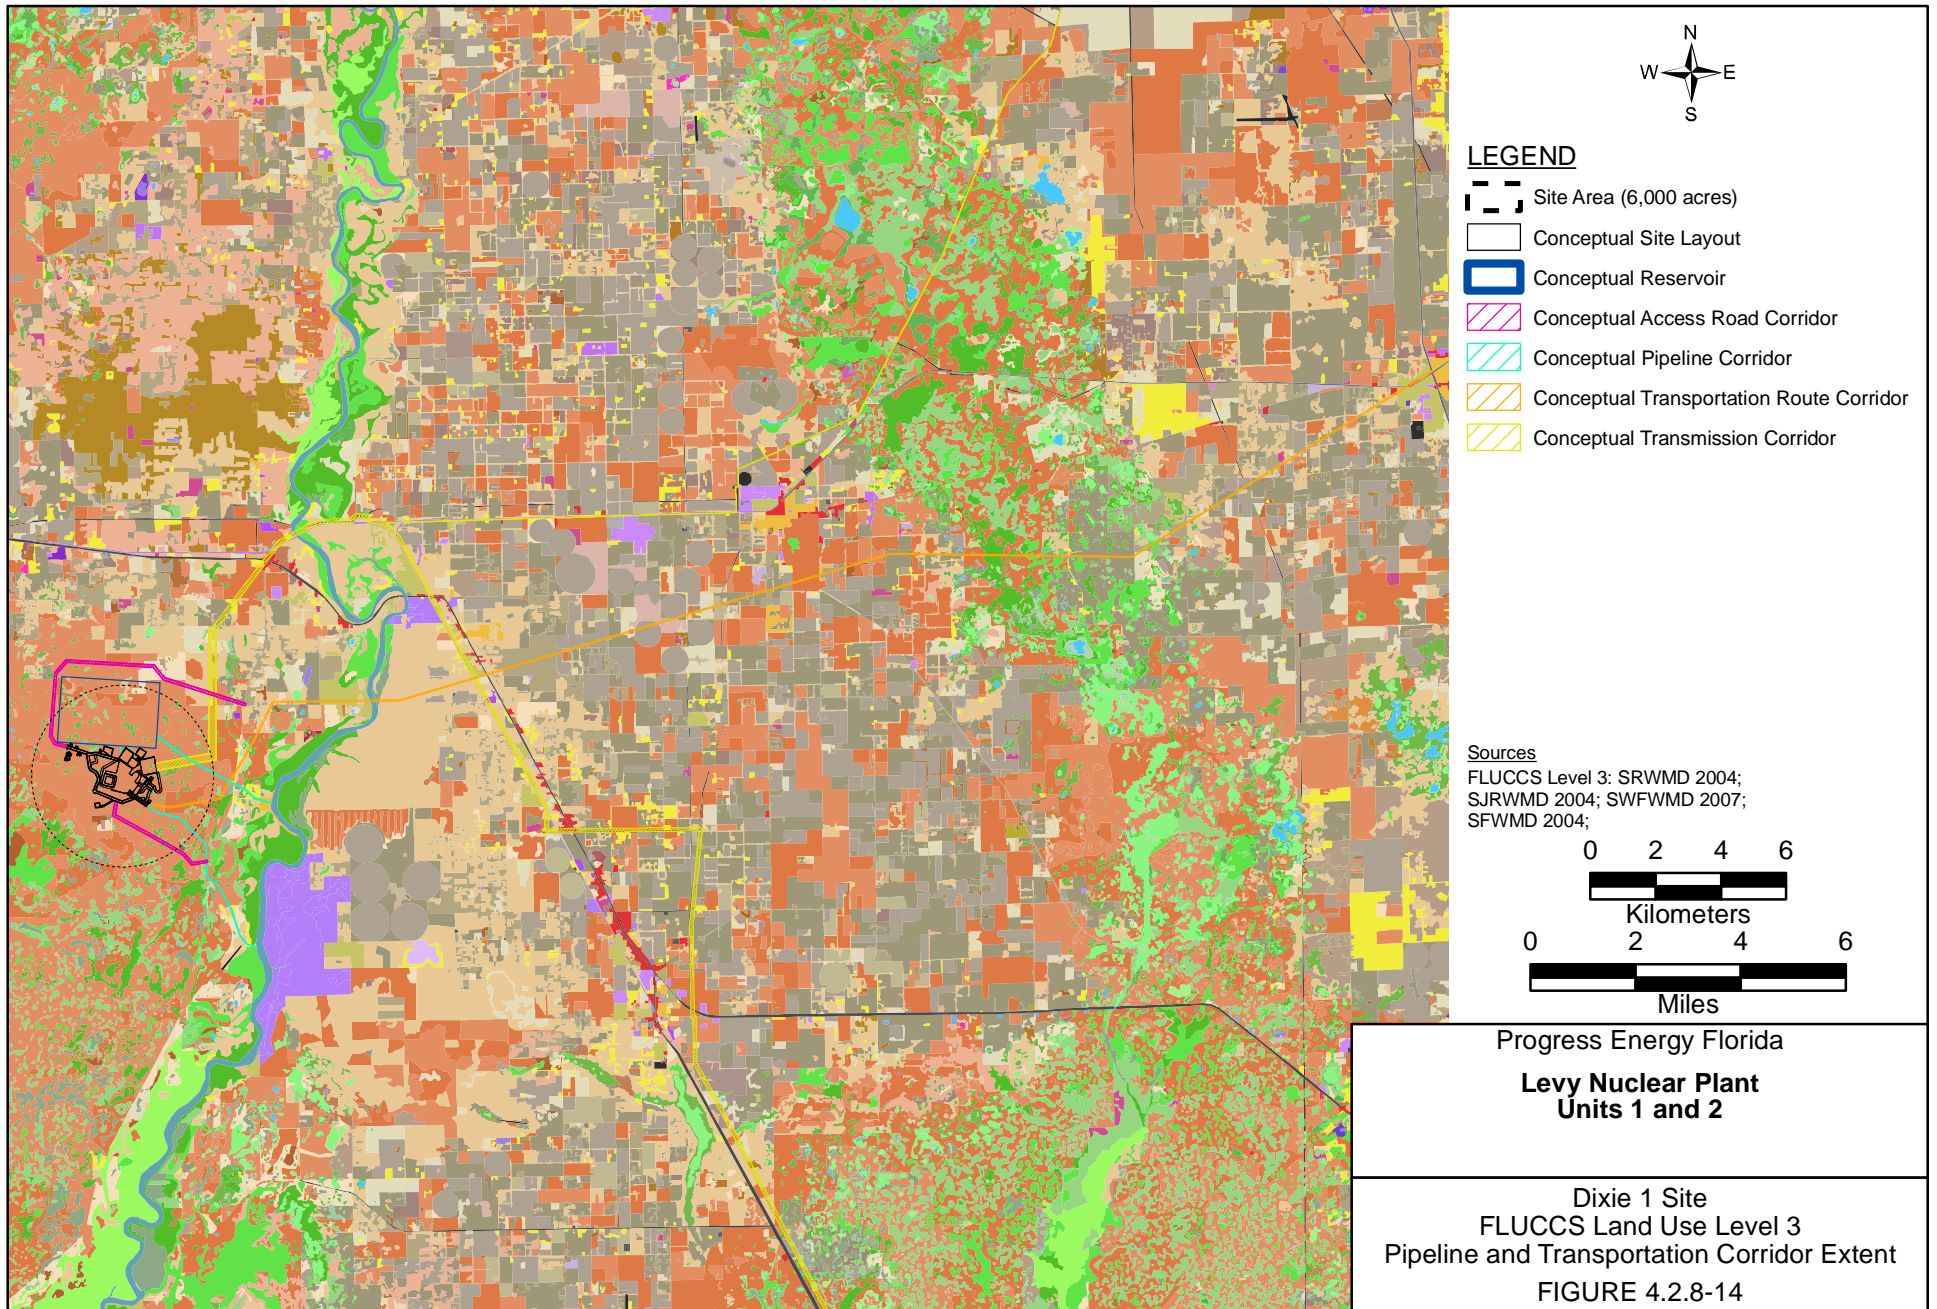 N
W E
S
LEGEND
Site Area (6,000 acres)
Conceptual Site Layout
Conceptual Reservoir
Conceptual Access Road Corridor
Conceptual Pipeline Corridor
Conceptual Transportation Route Corridor
Conceptual Transmission Corridor
Sources
FLUCCS Level 3: SRWMD 2004;
SJRWMD 2004; SWFWMD 2007;
SFWMD 2004;
0 2 4 6
Kilometers
0 2 4 6
Miles
Progress Energy Florida
Levy Nuclear Plant
Units 1 and 2
Dixie 1 Site
FLUCCS Land Use Level 3
Pipeline and Transportation Corridor Extent
FIGURE 4.2.8-14